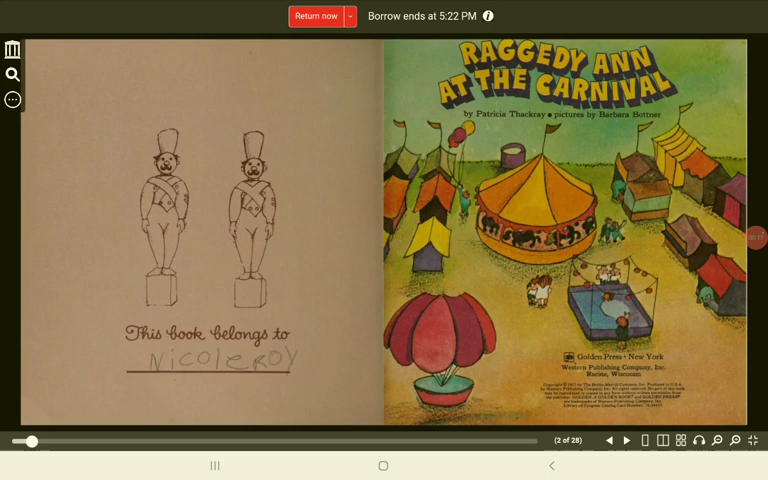 Return now
Borrow ends at 5:22 PM
This book belongs to
Nicole ROY
RAGGEDY ANN
AT THE CARNIVAL
by Patricia Thackray • pictures by Barbara Bottner
Golden Press • New York
Western Publishing Company, Inc.
Racine, Wisconsin
(2 of 28)